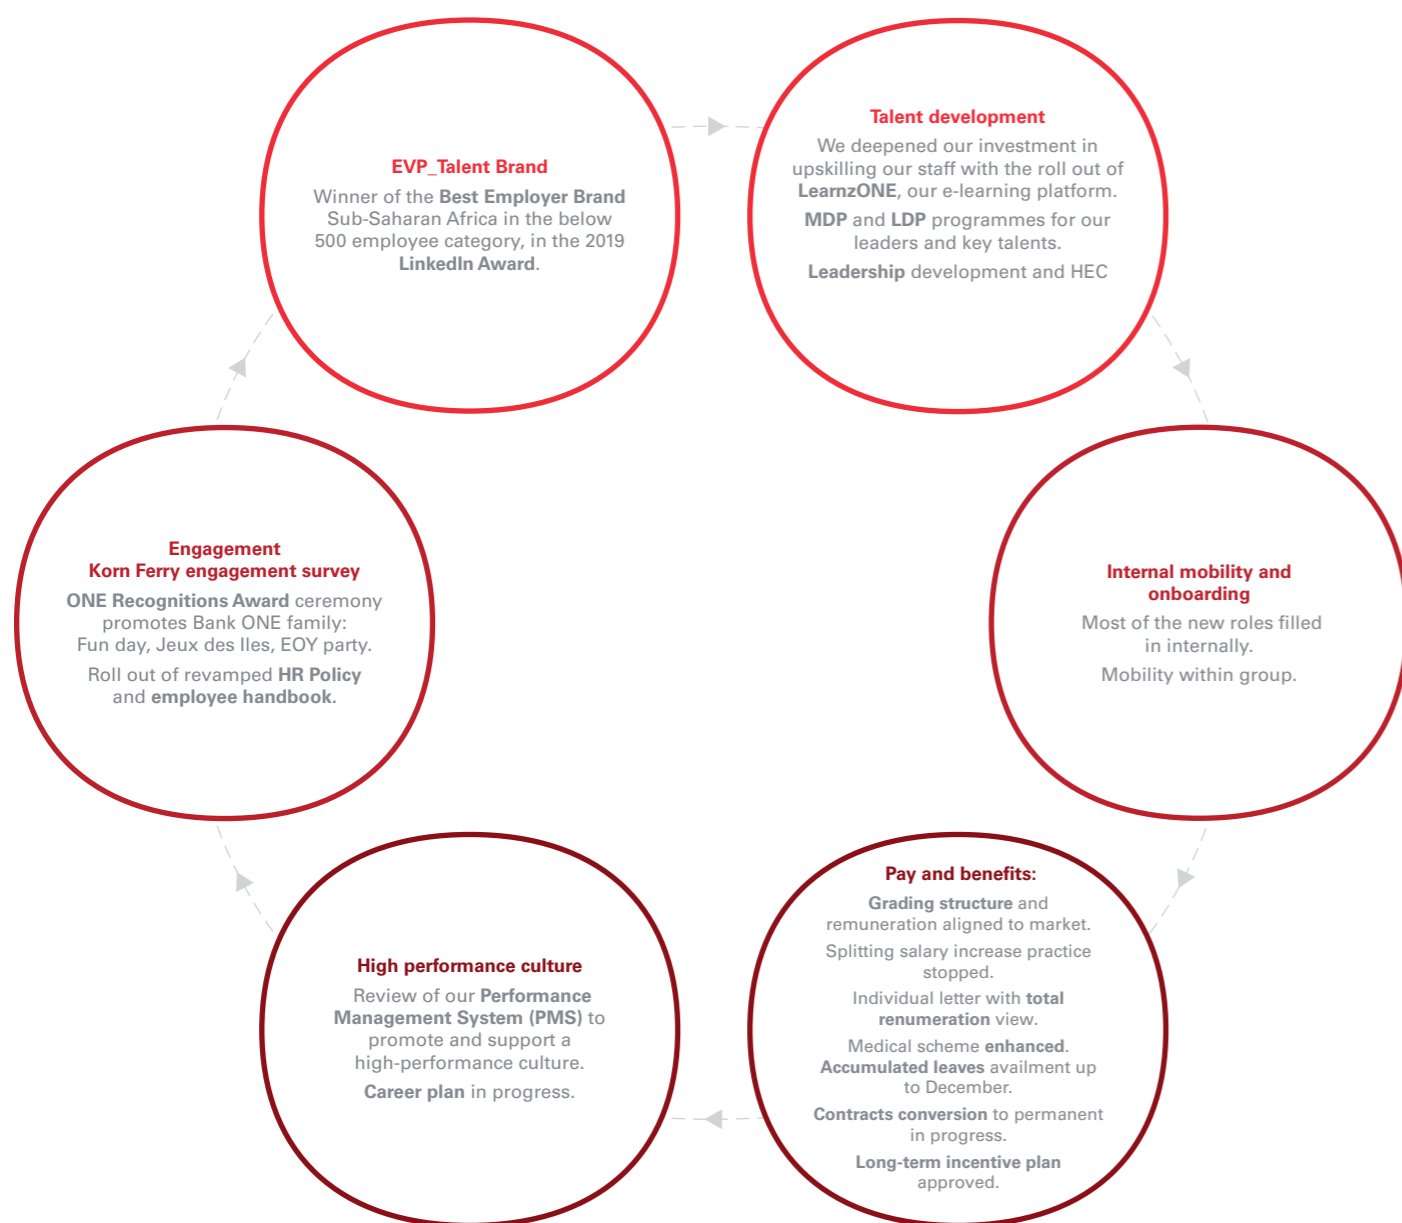 EVP_Talent Brand
Winner of the Best Employer Brand
Sub-Saharan Africa in the below
500 employee category, in the 2019
LinkedIn Award.
Talent development
We deepened our investment in
upskilling our staff with the roll out of
LearnzONE, our e-learning platform.
MDP and LDP programmes for our
leaders and key talents.
Leadership development and HEC
Internal mobility and
onboarding
Most of the new roles filled
in internally.
Mobility within group.
Pay and benefits:
Grading structure and
remuneration aligned to market.
Splitting salary increase practice
stopped.
Individual letter with total
renumeration view.
Medical scheme enhanced.
Accumulated leaves availment up
to December.
Contracts conversion to permanent
in progress.
Long-term incentive plan
approved.
High performance culture
Review of our Performance
Management System (PMS) to
promote and support a
high-performance culture.
Career plan in progress.
Engagement
Korn Ferry engagement survey
ONE Recognitions Award ceremony
promotes Bank ONE family:
Fun day, Jeux des Iles, EOY party.
Roll out of revamped HR Policy
and employee handbook.